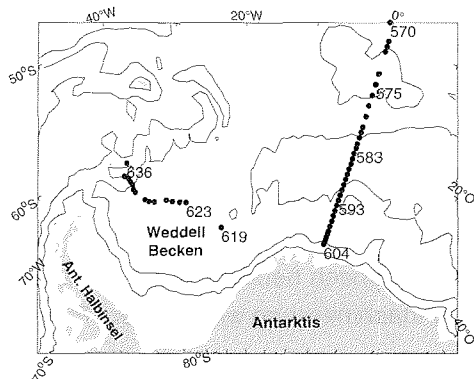 40°W
20°W
0°
570
50°S
575
583
636
20°O
593
623
60°S
Weddell
Becken
619
604
70°W
Ant. Halbinsel
Antarktis
40°O
70°S
80°S